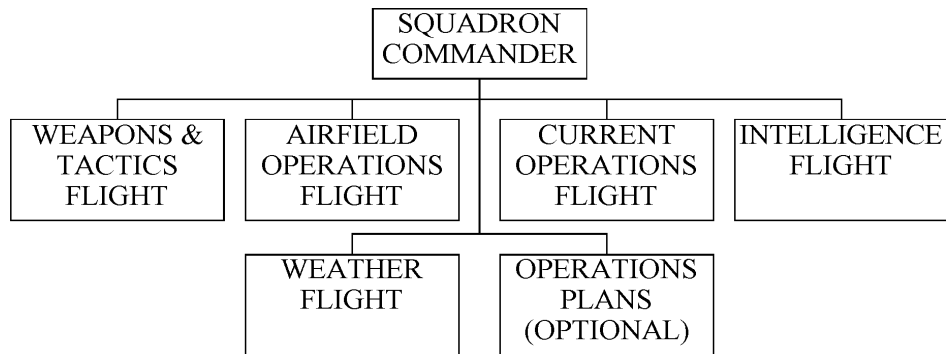 SQUADRON
COMMANDER
WEAPONS &
TACTICS
FLIGHT
AIRFIELD
OPERATIONS
FLIGHT
CURRENT
OPERATIONS
FLIGHT
INTELLIGENCE
FLIGHT
WEATHER
FLIGHT
OPERATIONS
PLANS
(OPTIONAL)